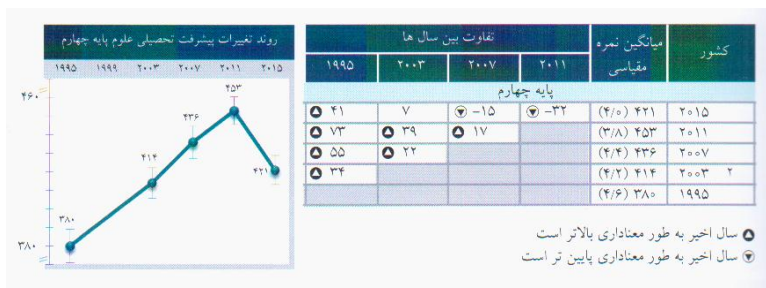 روند تغییرات پیشرفت تحصیلی علوم پایه چهارم
۱۹۹۵ ۱۹۹۹ ۲۰۰۳ ۲۰۰۷ ۲۰۱۱ ۲۰۱۵
۴۶۰
۴۵۳
۴۳۶
۴۱۴
۴۲۱
۳۸۰
۳۸۰
کشور میانگین نمره مقیاسی تفاوت بین سال ها
۲۰۱۱ ۲۰۰۷ ۲۰۰۳ ۱۹۹۵
پایه چهارم
۲۰۱۵ ۴۲۱ (۴/۰) -۳۲ -۱۵ ۷ ۴۱
۲۰۱۱ ۴۵۳ (۳/۸) ۱۷ ۳۹ ۷۳
۲۰۰۷ ۴۳۶ (۴/۴) ۲۲ ۵۵
۲ ۲۰۰۳ ۴۱۴ (۴/۲) ۳۴
۱۹۹۵ ۳۸۰ (۴/۶)
سال اخیر به طور معناداری بالاتر است
سال اخیر به طور معناداری پایین تر است